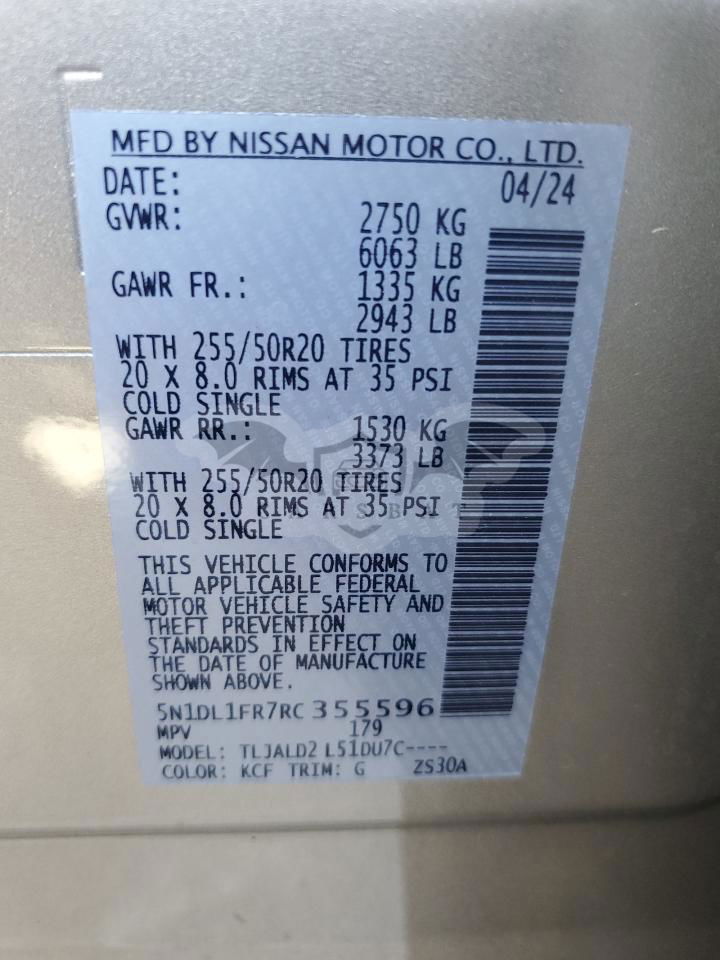 MFD BY NISSAN MOTOR CO., LTD.
DATE: 04/24
GVWR: 2750 KG
6063 LB
GAWR FR.: 1335 KG
2943 LB
WITH 255/50R20 TIRES
20 X 8.0 RIMS AT 35 PSI
COLD SINGLE
GAWR RR.: 1530 KG
3373 LB
WITH 255/50R20 TIRES
20 X 8.0 RIMS AT 35 PSI
COLD SINGLE
THIS VEHICLE CONFORMS TO
ALL APPLICABLE FEDERAL
MOTOR VEHICLE SAFETY AND
THEFT PREVENTION
STANDARDS IN EFFECT ON
THE DATE OF MANUFACTURE
SHOWN ABOVE.
5N1DL1FR7RC355596
MPV 179
MODEL: TLJALD2 L51DU7C----
COLOR: KCF TRIM: G ZS30A